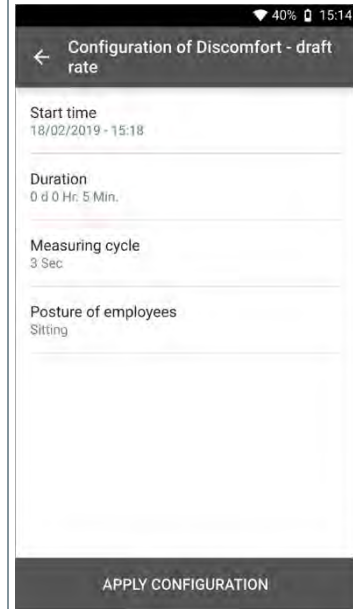 40% 15:14
Configuration of Discomfort - draft
rate
Start time
18/02/2019 - 15:18
Duration
0 d 0 Hr. 5 Min.
Measuring cycle
3 Sec
Posture of employees
Sitting
APPLY CONFIGURATION